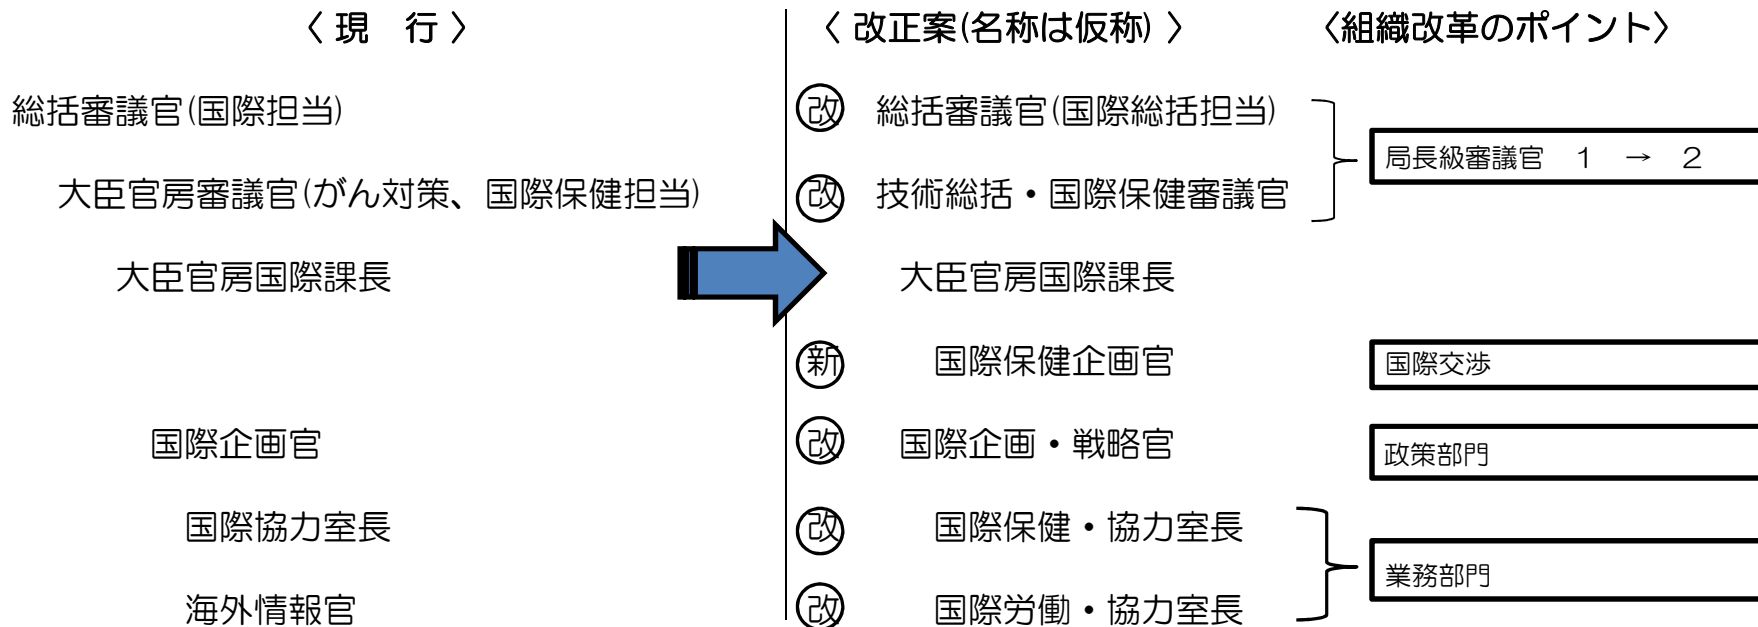 〈 現　行 〉　〈 改正案(名称は仮称) 〉　〈組織改革のポイント〉
総括審議官(国際担当)　改　総括審議官(国際総括担当)
局長級審議官　１　→　２
大臣官房審議官(がん対策、国際保健担当)　改　技術総括・国際保健審議官
大臣官房国際課長　大臣官房国際課長
新　国際保健企画官　国際交渉
国際企画官　改　国際企画・戦略官　政策部門
国際協力室長　改　国際保健・協力室長
業務部門
海外情報官　改　国際労働・協力室長